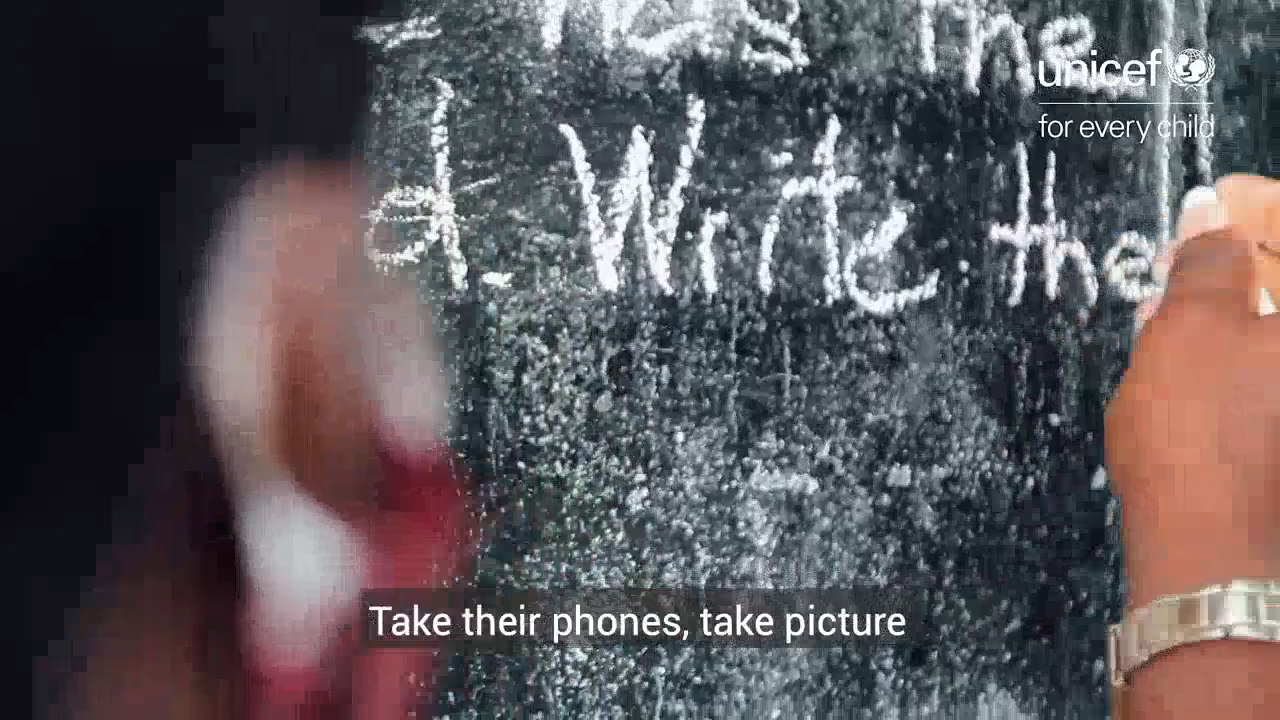 the
unicef
for every child
Write the
Take their phones, take picture